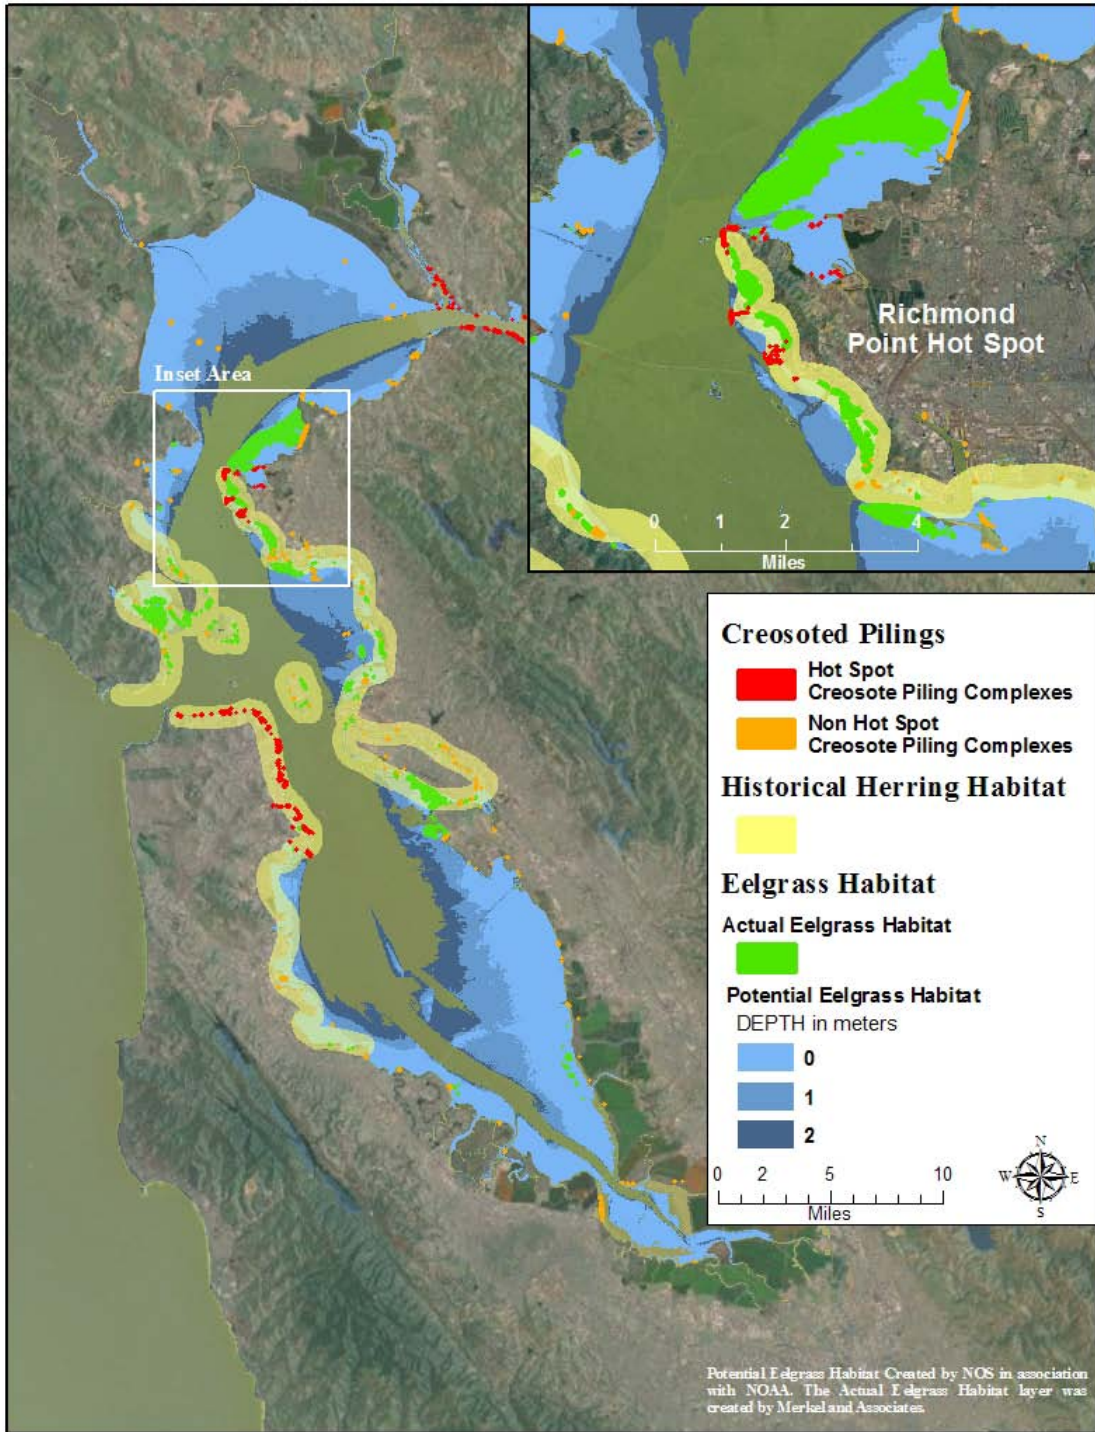 Inset Area
Richmond
Point Hot Spot
0 1 2 4
Miles
Creosoted Pilings
Hot Spot
Creosote Piling Complexes
Non Hot Spot
Creosote Piling Complexes
Historical Herring Habitat
Eelgrass Habitat
Actual Eelgrass Habitat
Potential Eelgrass Habitat
DEPTH in meters
0
1
2
0 2 5 10
Miles
N
W E
S
Potential Eelgrass Habitat Created by NOS in association
with NOAA. The Actual Eelgrass Habitat layer was
created by Merkel and Associates.